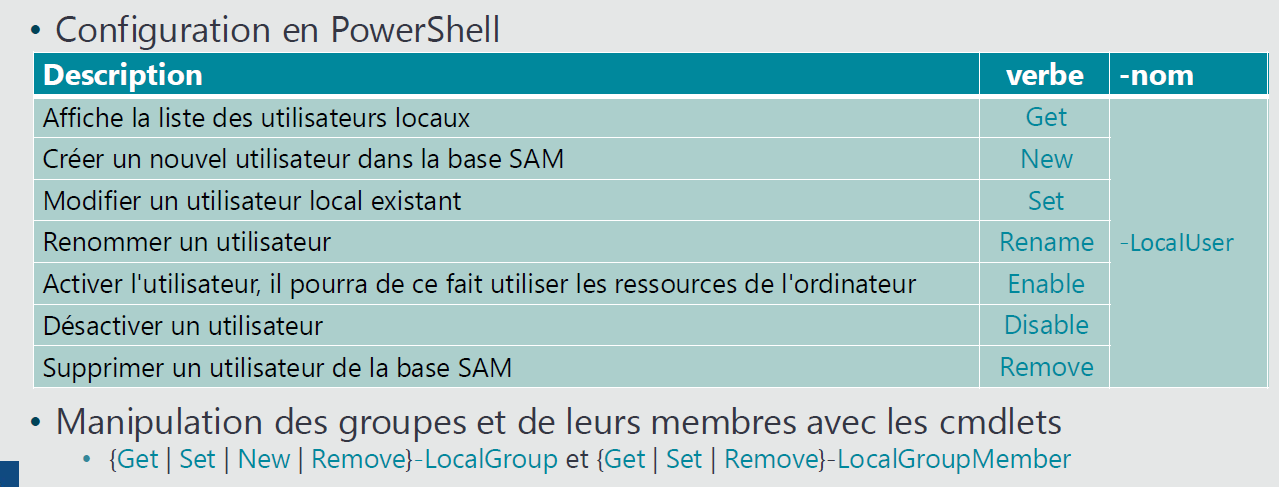 • Configuration en PowerShell
Description verbe -nom
Affiche la liste des utilisateurs locaux Get
Créer un nouvel utilisateur dans la base SAM New
Modifier un utilisateur local existant Set
Renommer un utilisateur Rename -LocalUser
Activer l'utilisateur, il pourra de ce fait utiliser les ressources de l'ordinateur Enable
Désactiver un utilisateur Disable
Supprimer un utilisateur de la base SAM Remove
• Manipulation des groupes et de leurs membres avec les cmdlets
• {Get | Set | New | Remove}-LocalGroup et {Get | Set | Remove}-LocalGroupMember